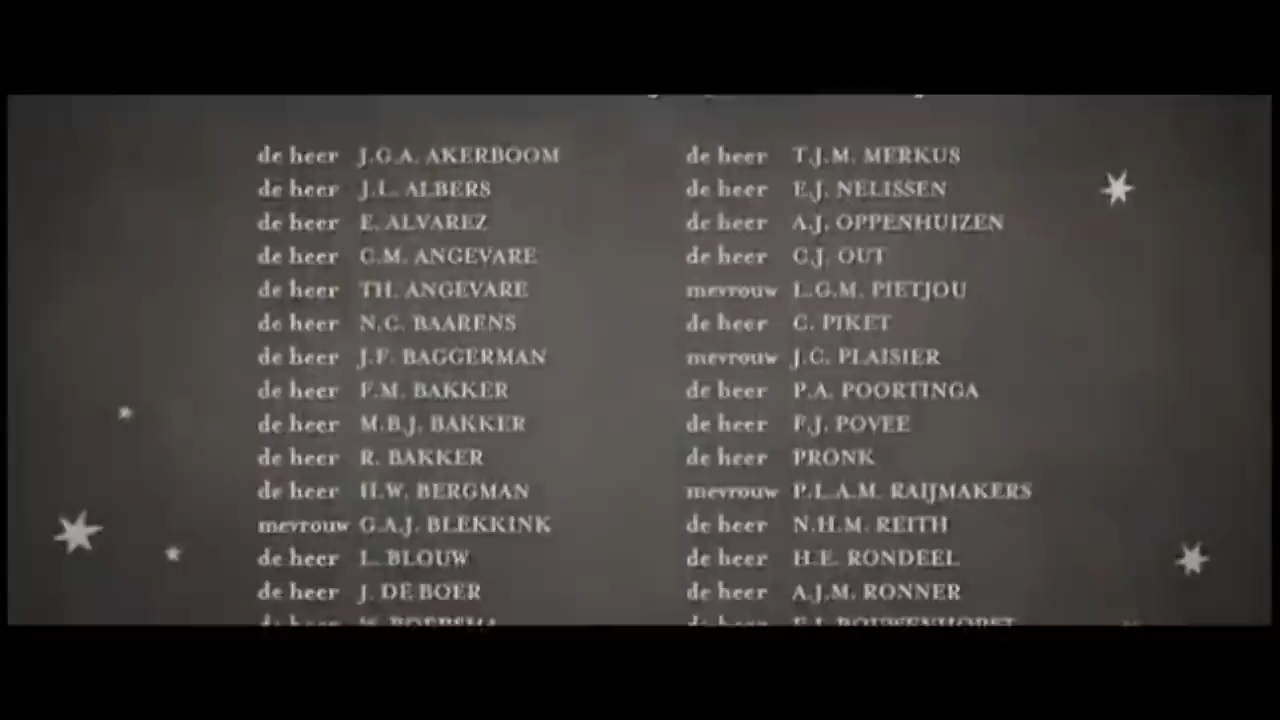 de heer J.G.A. AKERBOOM
de heer J.L. ALBERS
de heer E. ALVAREZ
de heer C.M. ANGEVARE
de heer TH. ANGEVARE
de heer N.C. BAARENS
de heer J.F. BAGGERMAN
de heer F.M. BAKKER
de heer M.B.J. BAKKER
de heer R. BAKKER
de heer H.W. BERGMAN
mevrouw G.A.J. BLEKKINK
de heer L. BLOUW
de heer J. DE BOER
de heer T.J.M. MERKUS
de heer E.J. NELISSEN
de heer A.J. OPPENHUIZEN
de heer C.J. OUT
mevrouw L.G.M. PIETJOU
de heer C. PIKET
mevrouw J.C. PLAISIER
de heer P.A. POORTINGA
de heer F.J. POVEE
de heer PRONK
mevrouw P.L.A.M. RAIJMAKERS
de heer N.H.M. REITH
de heer H.E. RONDEEL
de heer A.J.M. RONNER